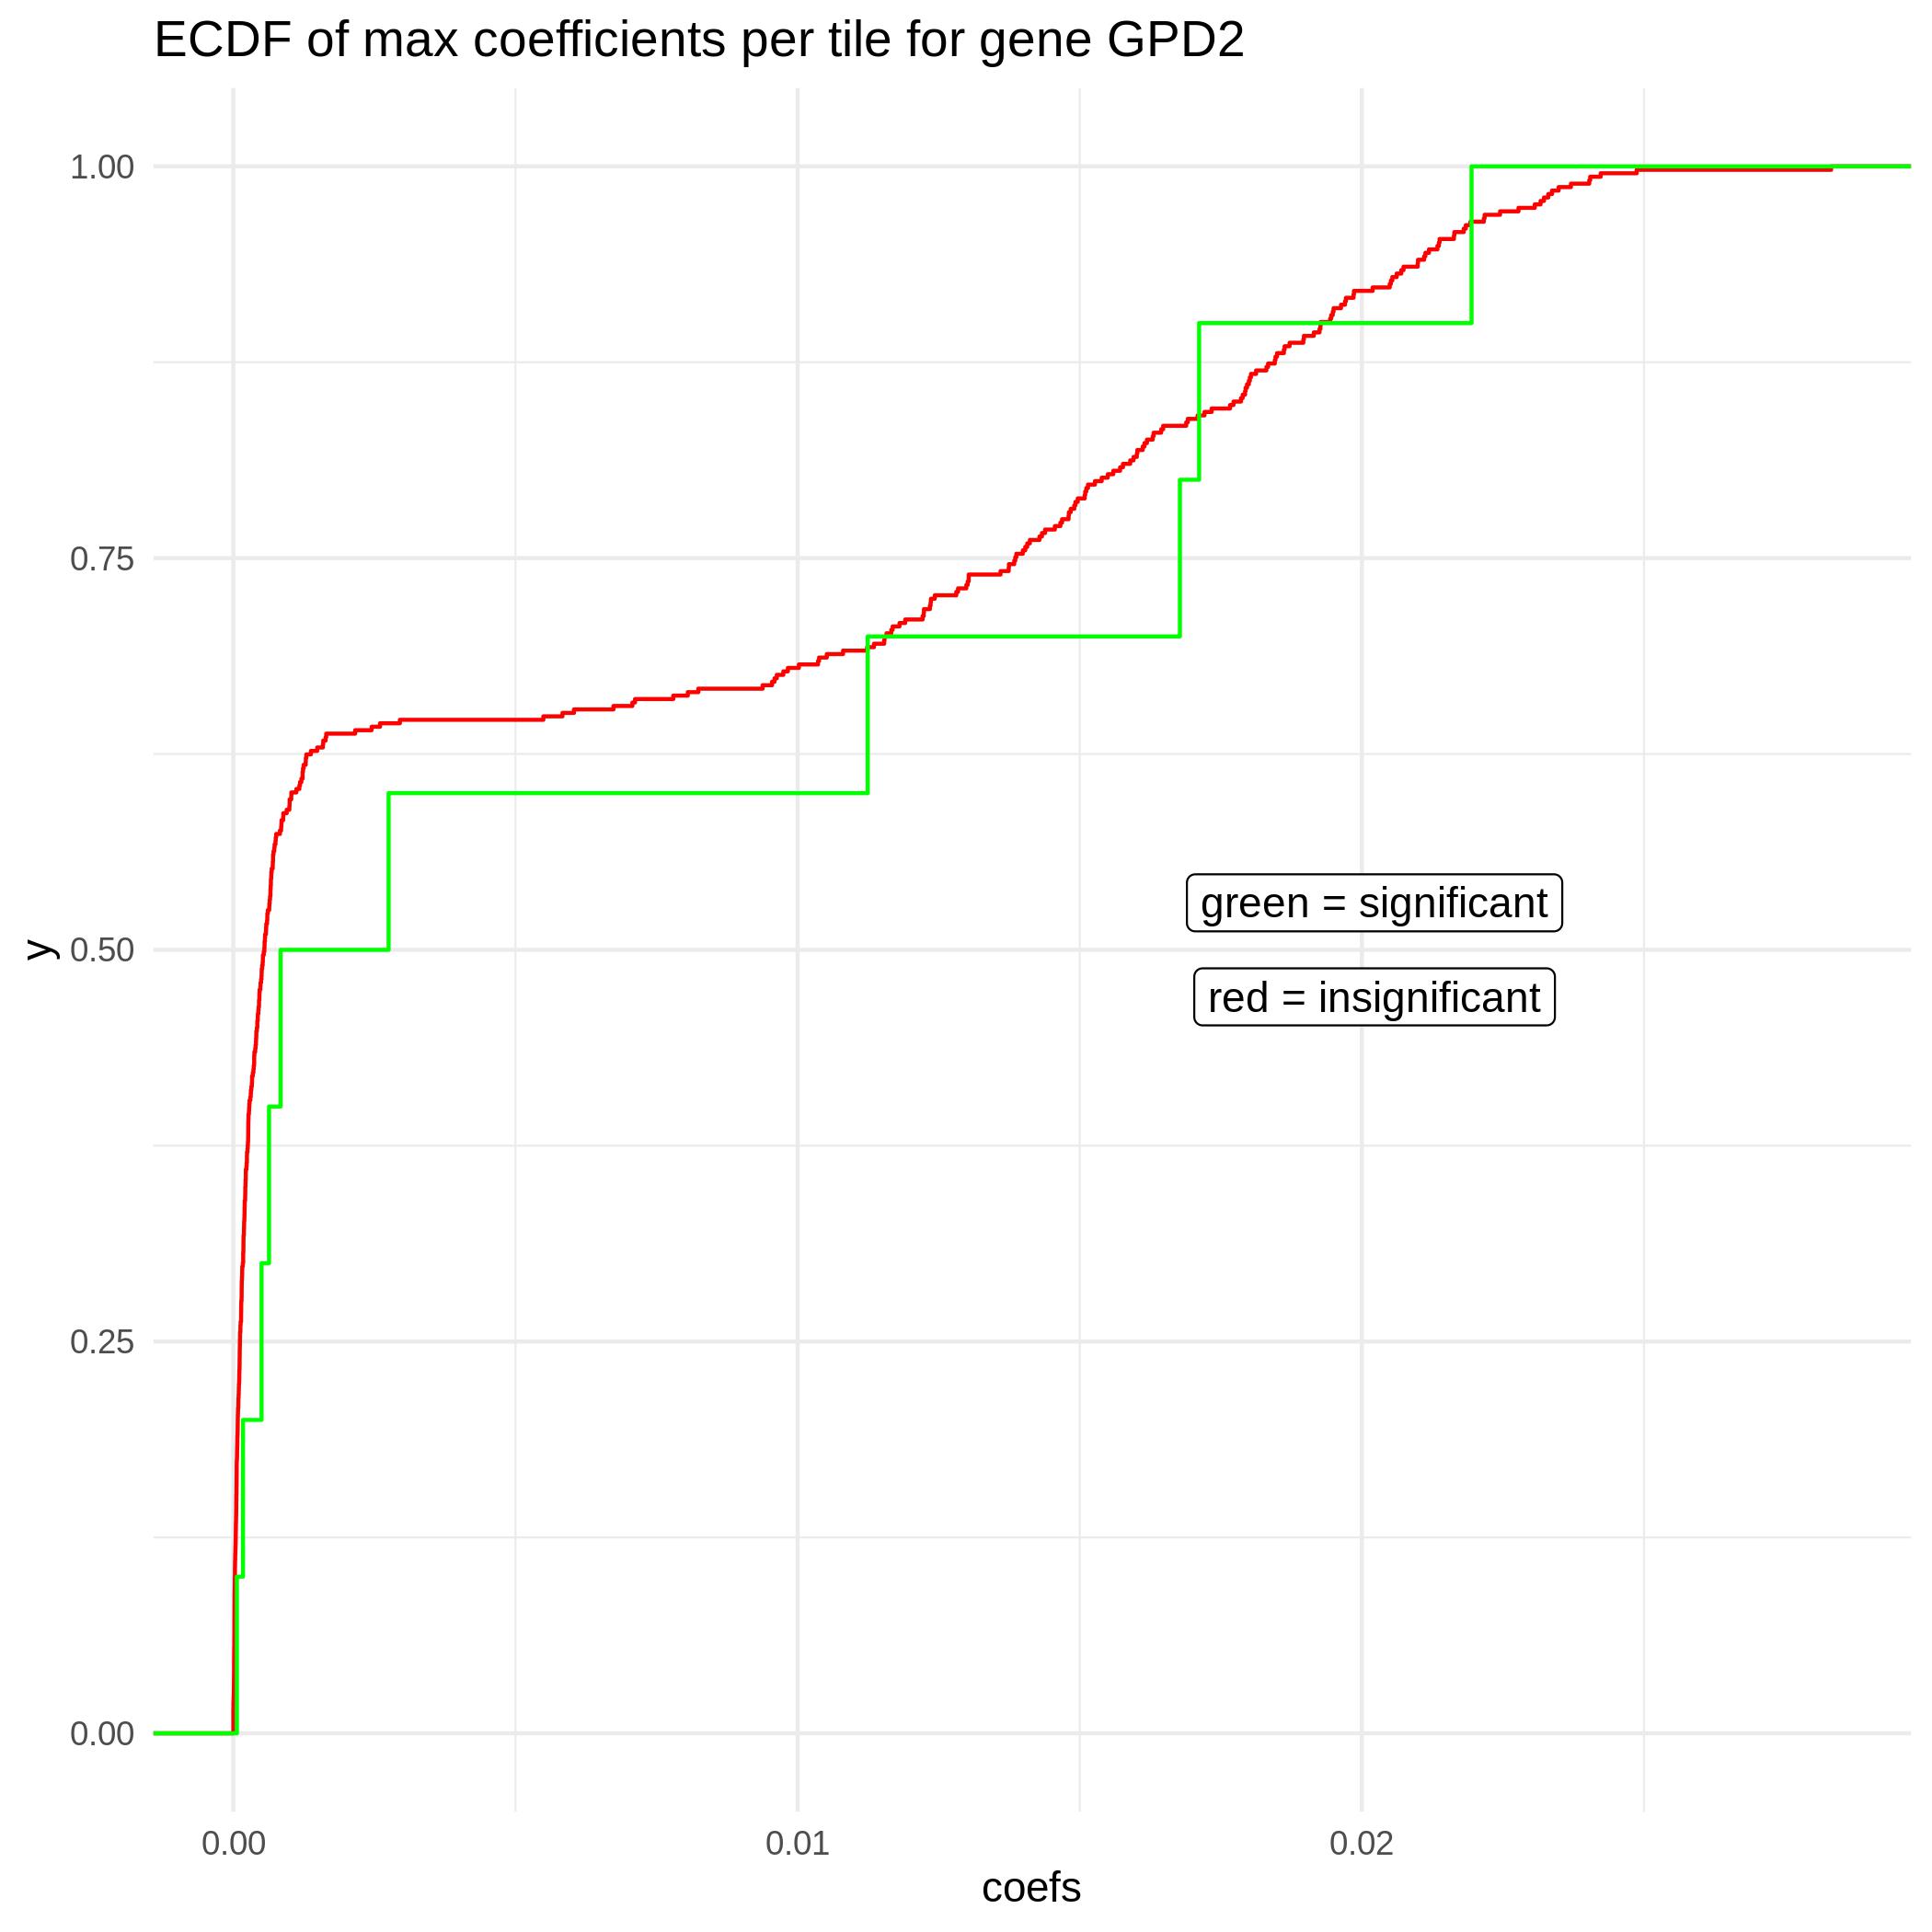 ECDF of max coefficients per tile for gene GPD2
1.00
0.75
0.50
0.25
0.00
y
green = significant
red = insignificant
0.00 0.01 0.02
coefs